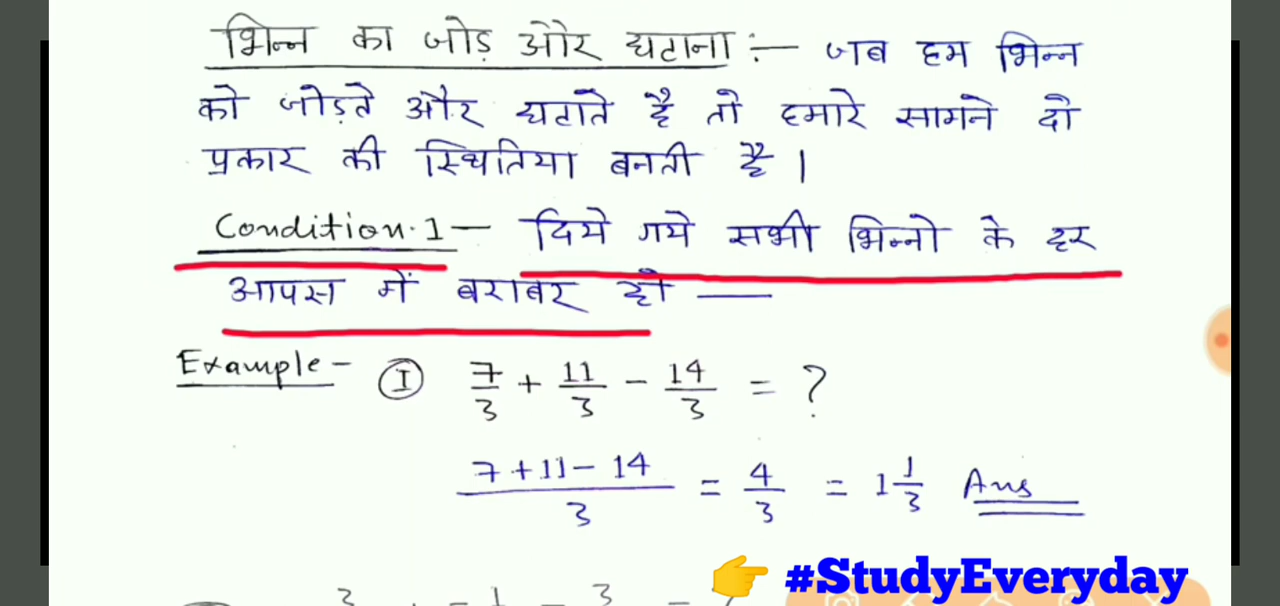 भिन्न का जोड़ और घटाना :— जब हम भिन्न
को जोड़ते और घटाते है तो हमारे सामने दो
प्रकार की स्थितिया बनती है ।
Condition.1 — दिये गये सभी भिन्नो के हर
आपस में बराबर हो —
Example - ① 7/3 + 11/3 - 14/3 = ?
7+11-14/3 = 4/3 = 1 1/3 Ans
👉 #StudyEveryday